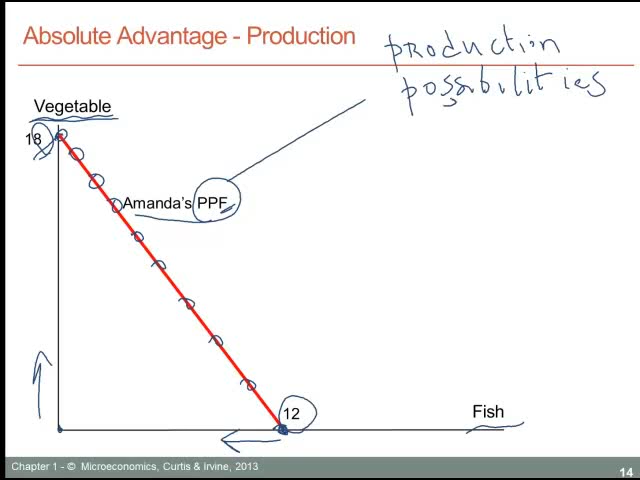 Absolute Advantage - Production
production
possibilities
Vegetable
18
Amanda's PPF
12
Fish
Chapter 1 - © Microeconomics, Curtis & Irvine, 2013
14